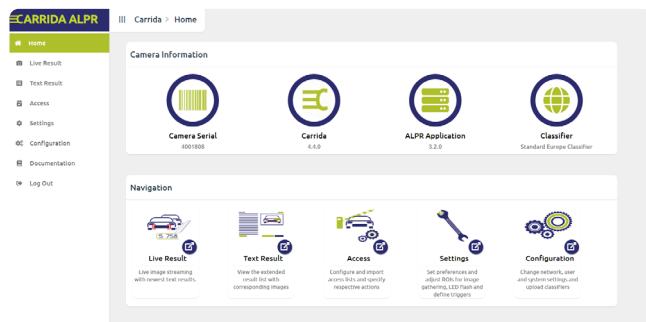 CARRIDA ALPR
Carrida > Home
Home
Live Result
Text Result
Access
Settings
Configuration
Documentation
Log Out
Camera Information
Camera Serial
4001808
Carrida
4.4.0
ALPR Application
3.2.0
Classifier
Standard Europe Classifier
Navigation
S 758
Live Result
Live image streaming
with newest text results.
Text Result
View the extended
result list with
corresponding images
Access
Configure and import
access lists and specify
respective actions
Settings
Set preferences and
adjust ROIs for image
gathering, LED flash and
define triggers
Configuration
Change network, user
and system settings and
upload classifiers